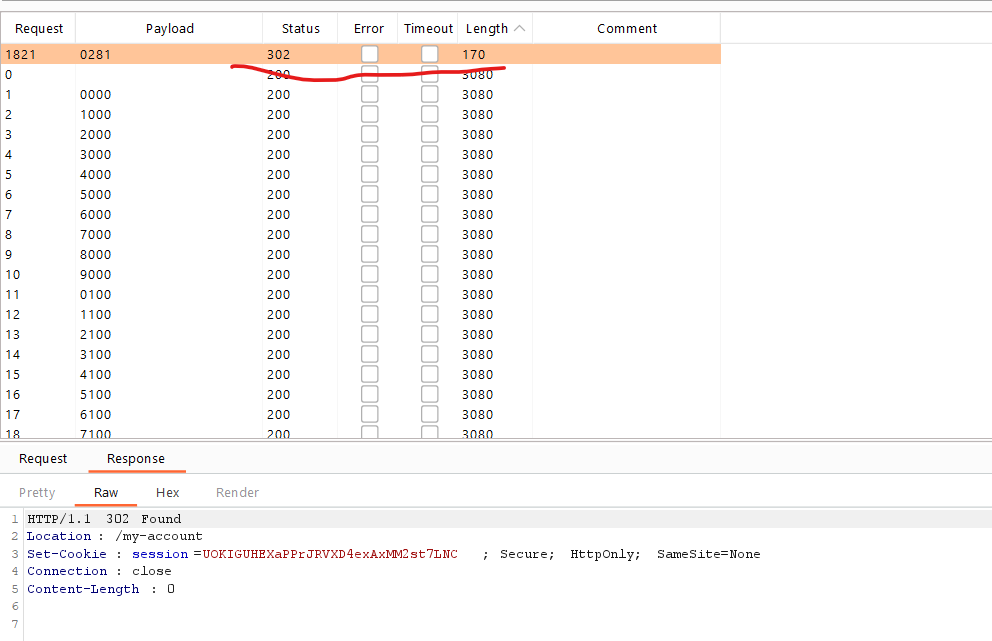 Request Payload Status Error Timeout Length Comment
1821 0281 302 170
0 200 3080
1 0000 200 3080
2 1000 200 3080
3 2000 200 3080
4 3000 200 3080
5 4000 200 3080
6 5000 200 3080
7 6000 200 3080
8 7000 200 3080
9 8000 200 3080
10 9000 200 3080
11 0100 200 3080
12 1100 200 3080
13 2100 200 3080
14 3100 200 3080
15 4100 200 3080
16 5100 200 3080
17 6100 200 3080
18 7100 200 3080
Request Response
Pretty Raw Hex Render
1 HTTP/1.1 302 Found
2 Location : /my-account
3 Set-Cookie : session =UOKIGUHEXaPPrJRVXD4exAxMM2st7LNC ; Secure; HttpOnly; SameSite=None
4 Connection : close
5 Content-Length : 0
6
7